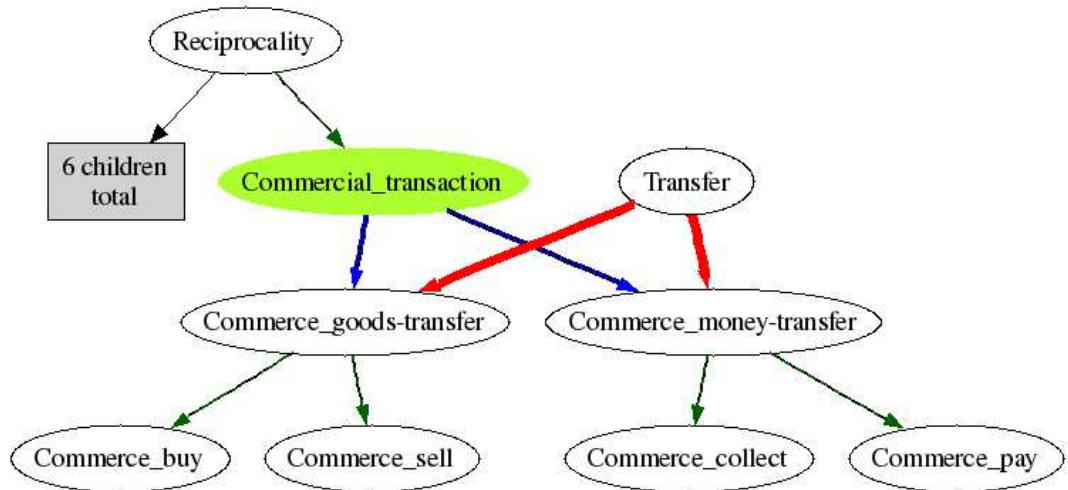 Reciprocality
6 children
total
Commercial_transaction
Transfer
Commerce_goods-transfer
Commerce_money-transfer
Commerce_buy
Commerce_sell
Commerce_collect
Commerce_pay